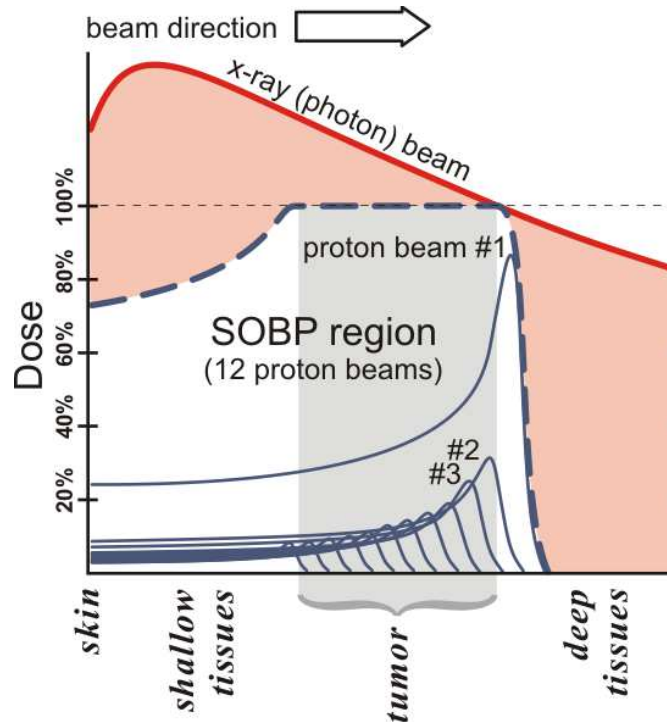 beam direction
x-ray (photon) beam
100%
80%
60%
40%
20%
Dose
proton beam #1
SOBP region
(12 proton beams)
#2
#3
skin
shallow
tissues
tumor
deep
tissues